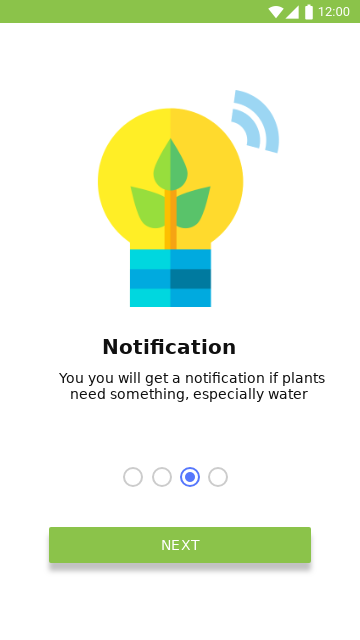 12:00
Notification
You you will get a notification if plants
need something, especially water
NEXT